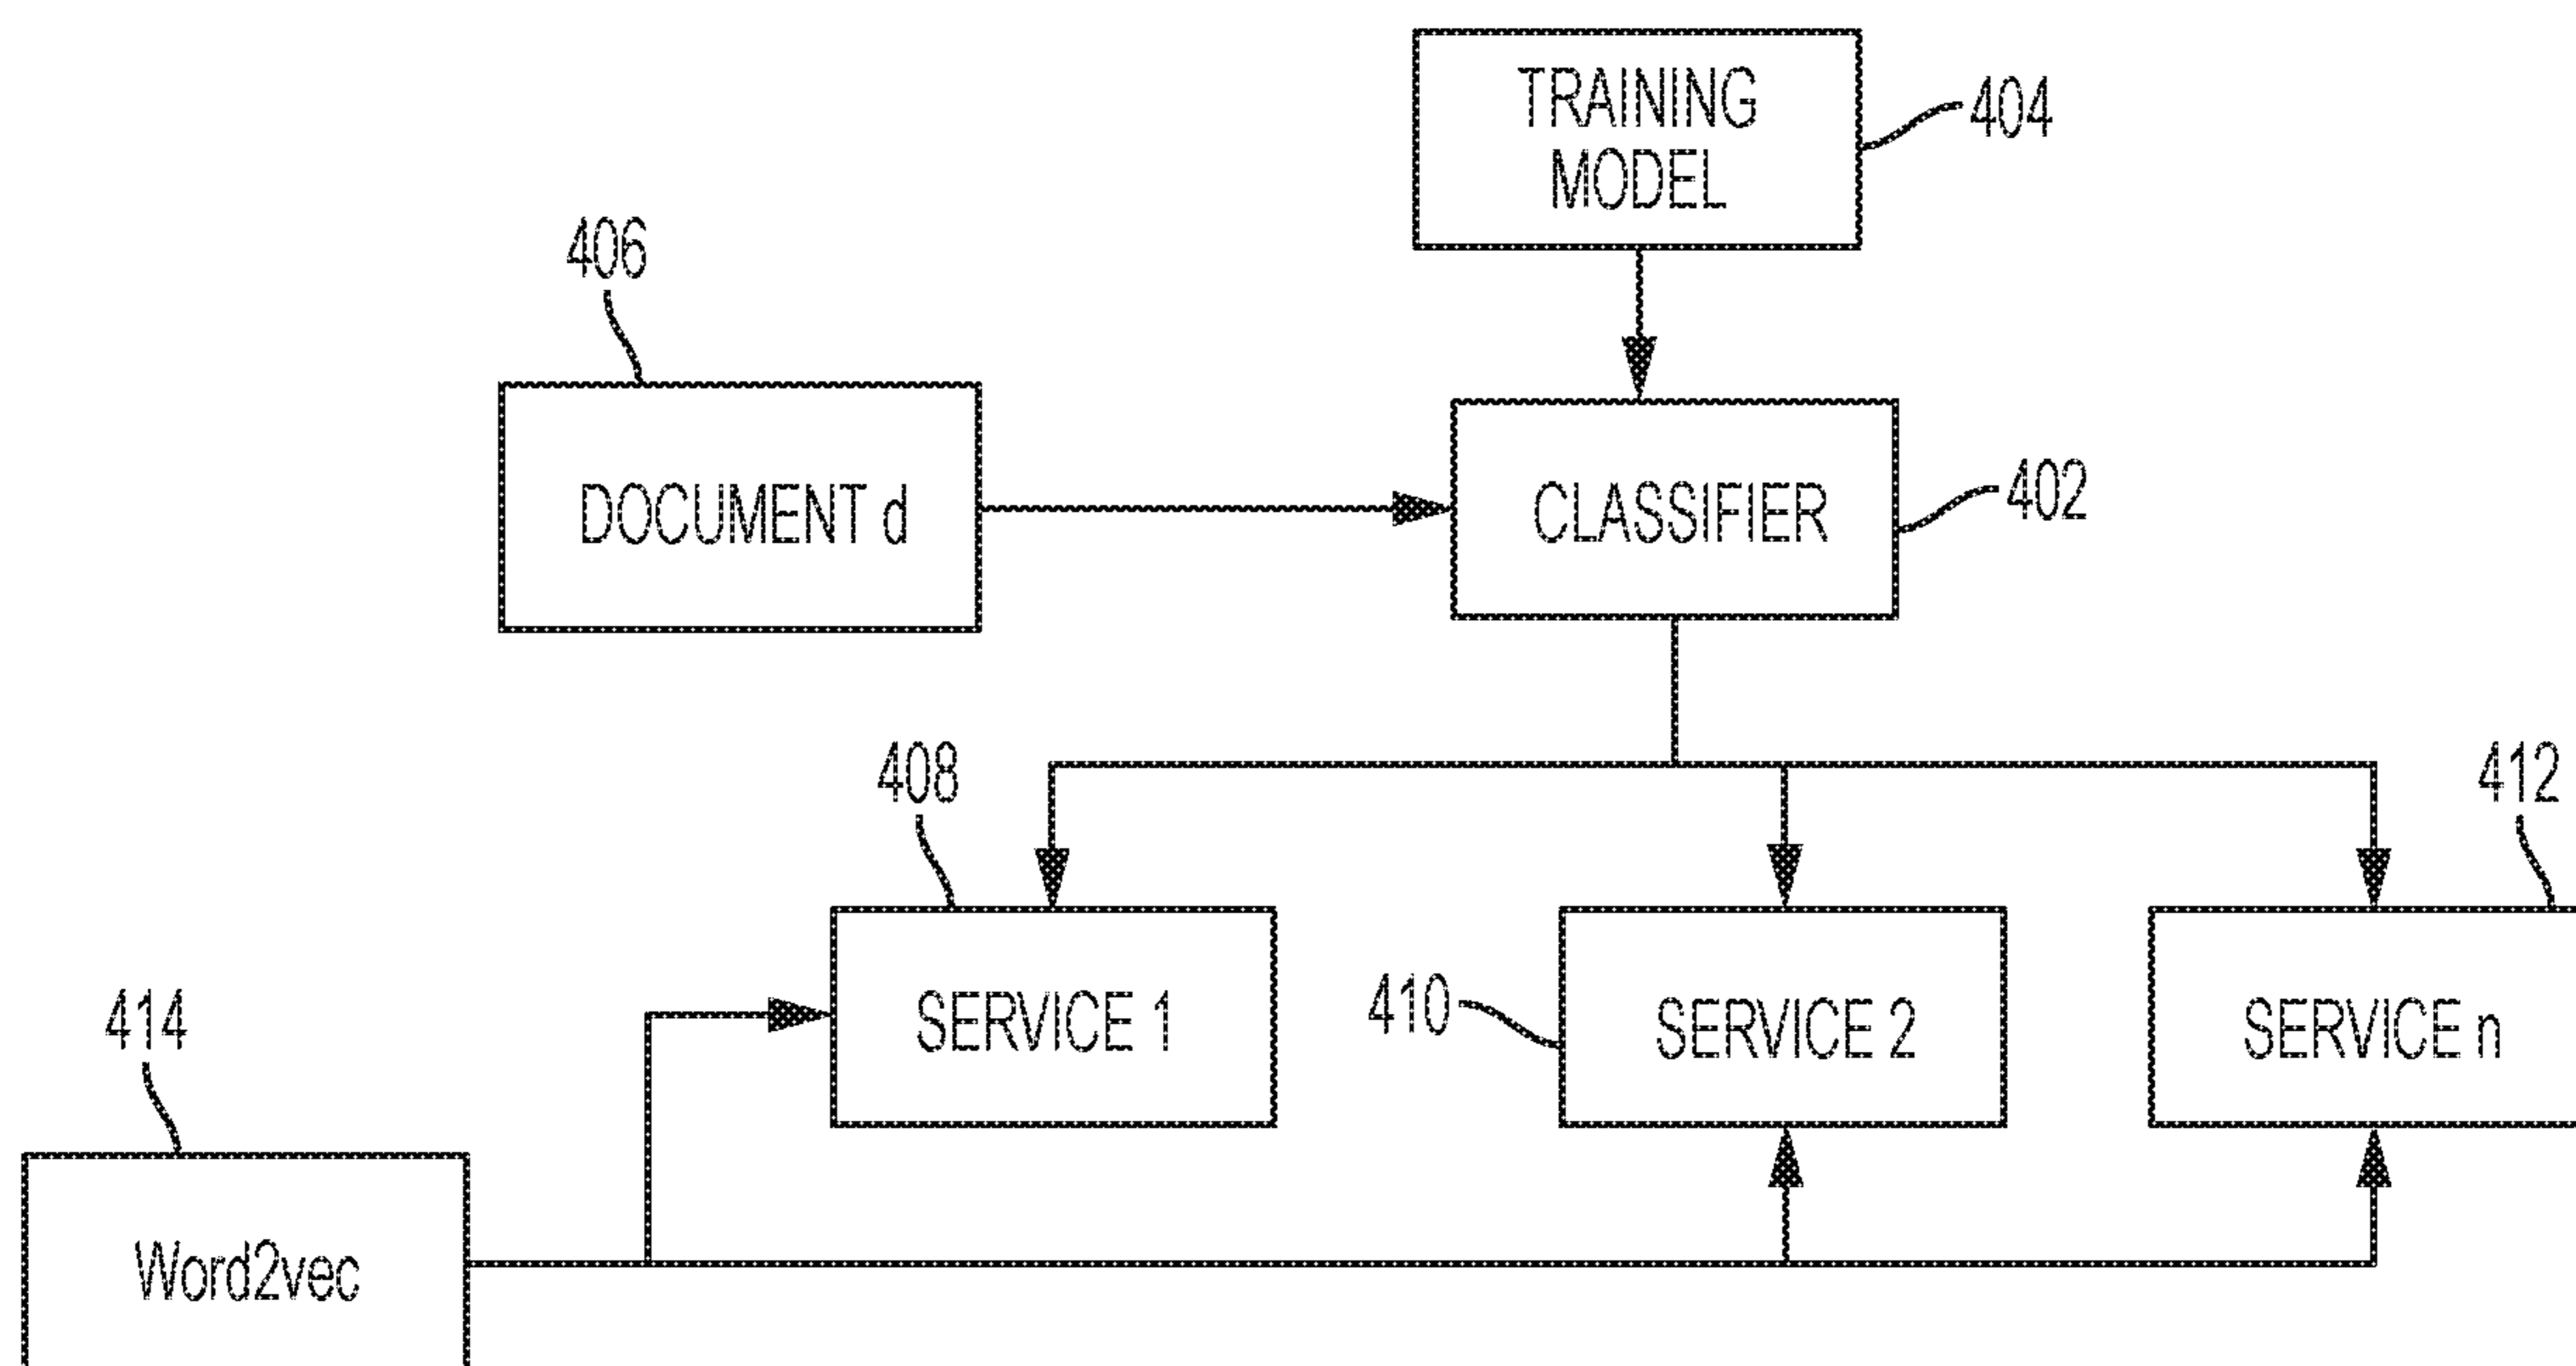 TRAINING
MODEL
404
406
DOCUMENT d
CLASSIFIER
402
408
412
414
SERVICE 1
410
SERVICE 2
SERVICE n
Word2vec